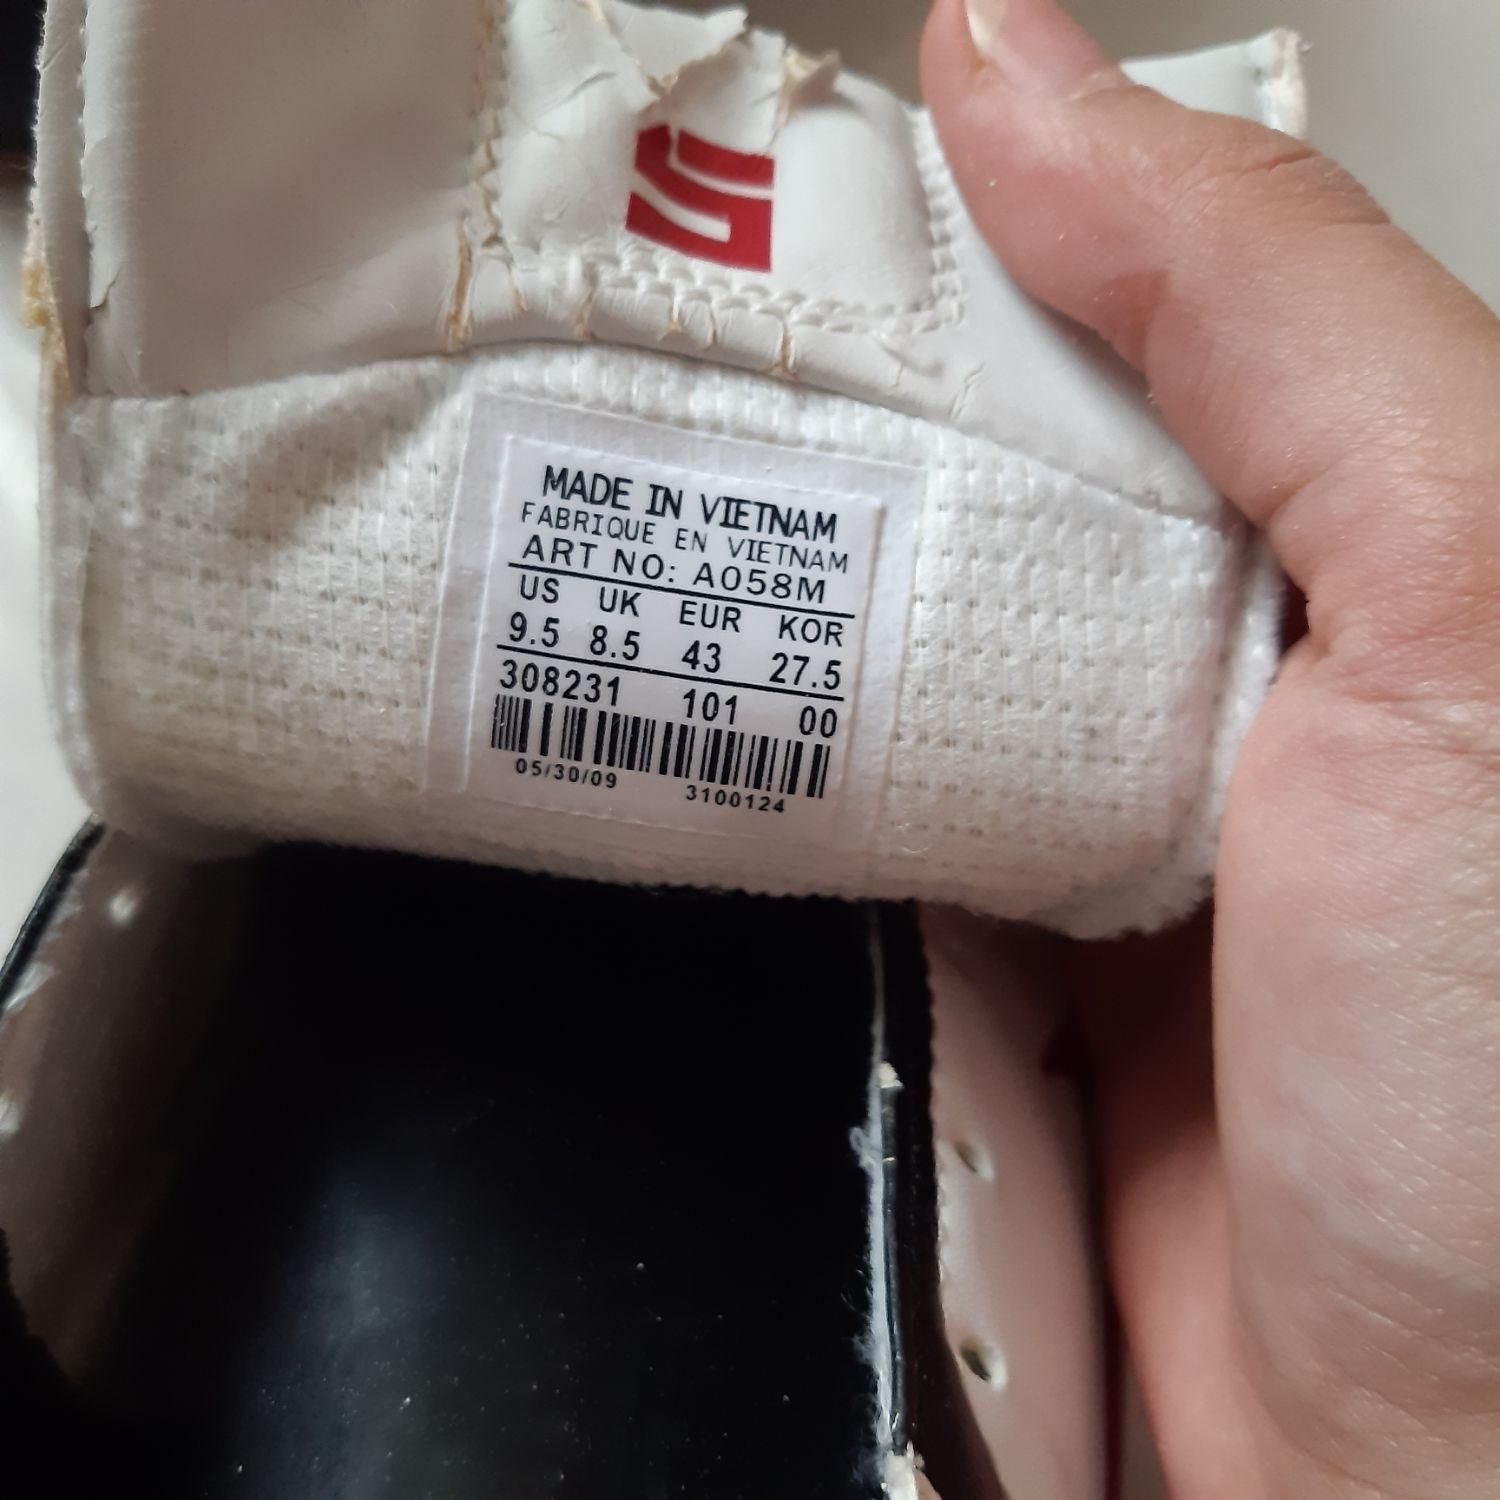 MADE IN VIETNAM
FABRIQUE EN VIETNAM
ART NO: A058M
US UK EUR KOR
9.5 8.5 43 27.5
308231 101 00
05/30/09 3100124